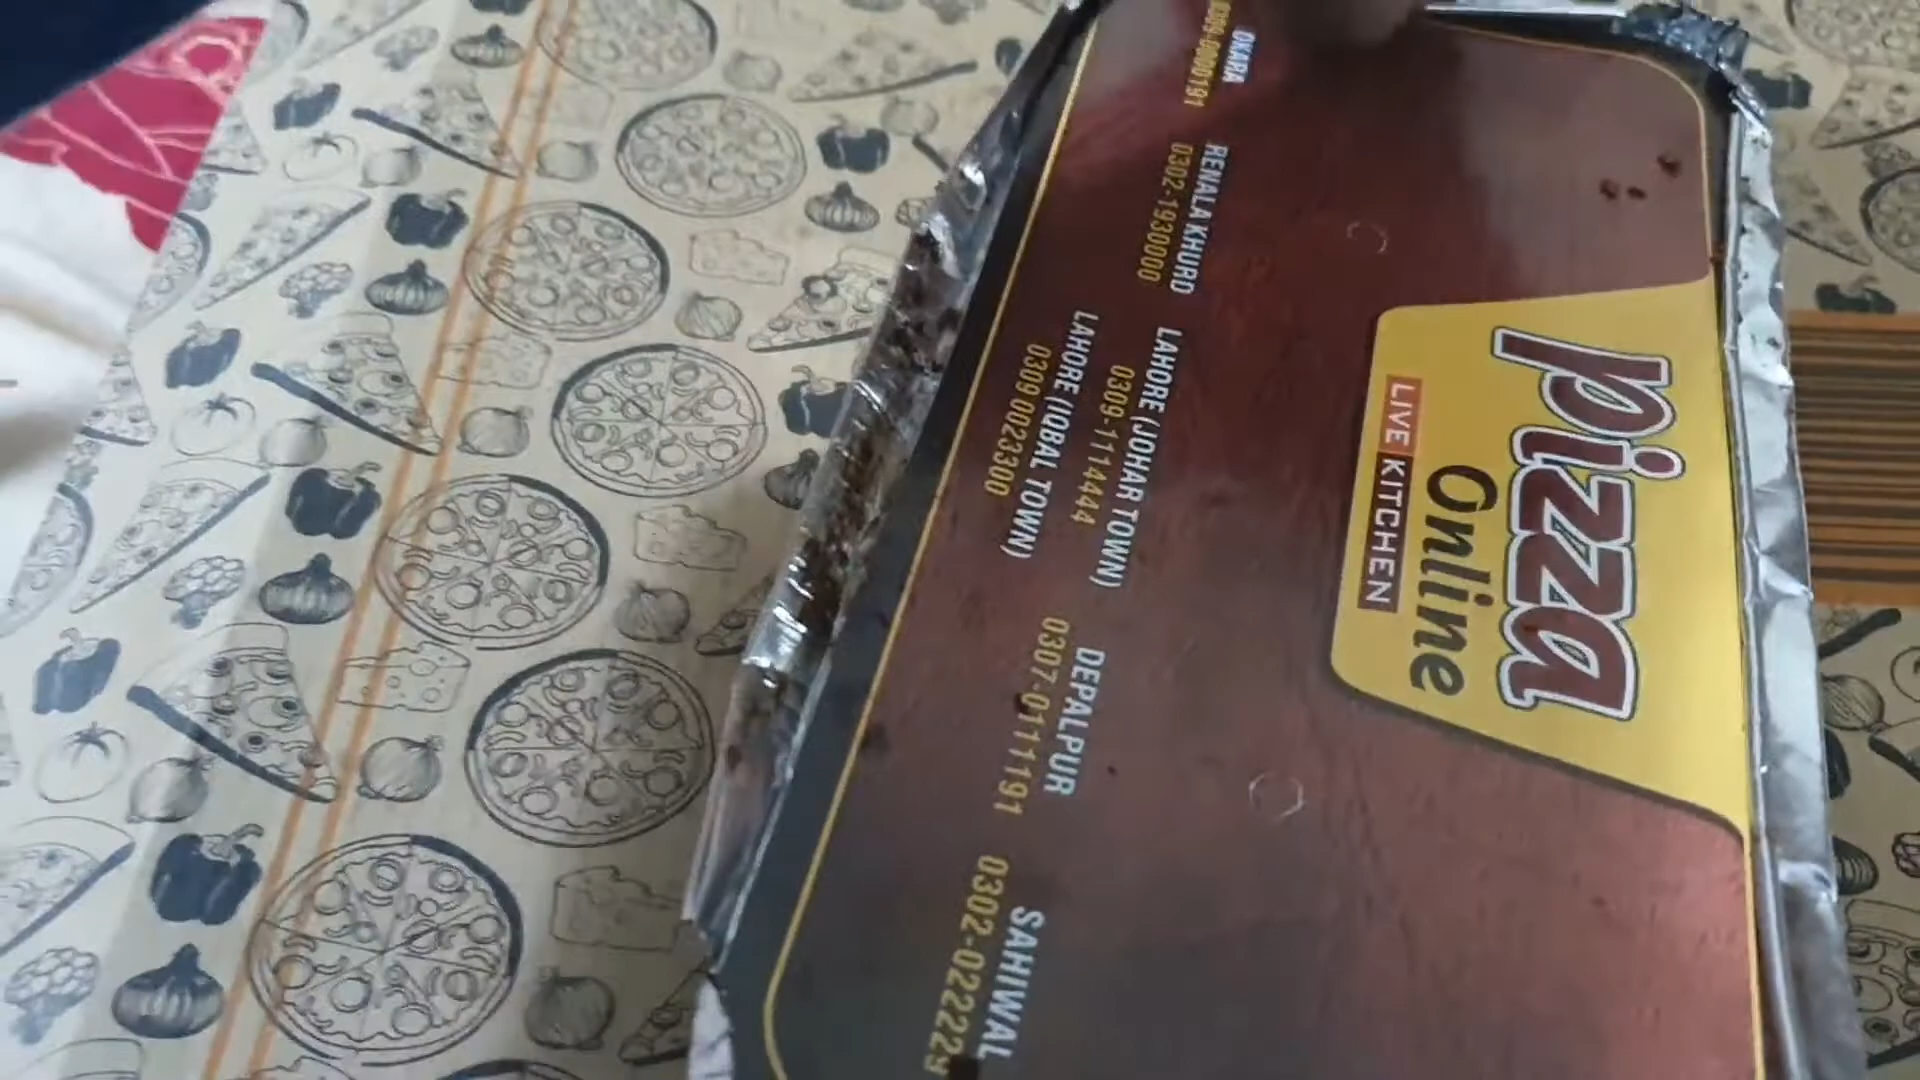 pizza
Online
LIVE KITCHEN
OKARA
RENALA KHURD
0302-1930000
LAHORE (JOHAR TOWN)
0309-1114444
LAHORE (IQBAL TOWN)
0309 0023300
DEPALPUR
0307-0111191
SAHIWAL